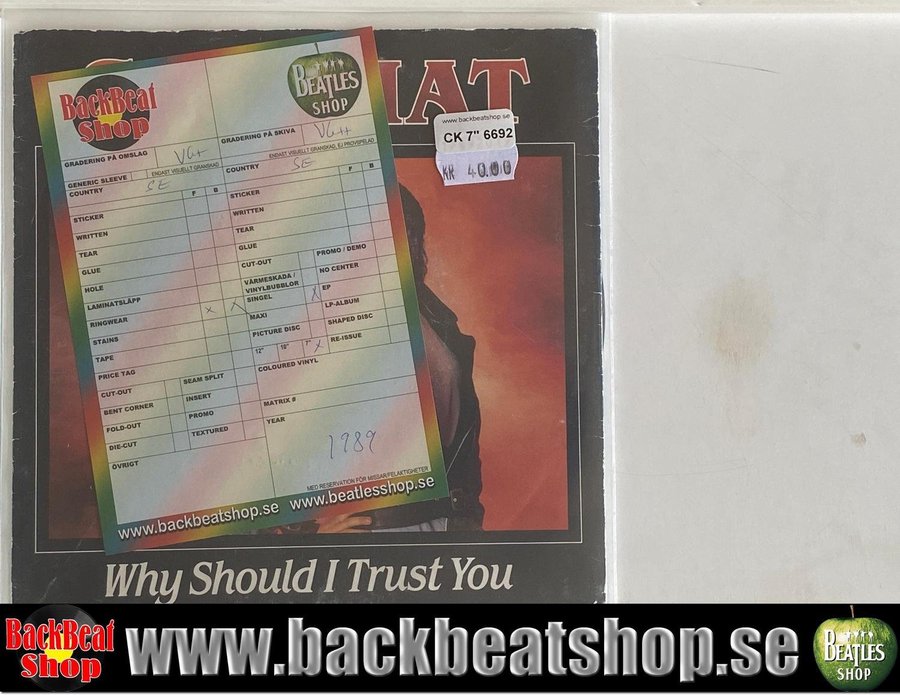 HAT
BackBeat
Shop
BEATLES
SHOP
www.backbeatshop.se
CK 7" 6692
KR 40.00
GRADERING PÅ OMSLAG
VG+
ENDAST VISUELLT GRANSKAD
GRADERING PÅ SKIVA
VG++
ENDAST VISUELLT GRANSKAD, EJ PROVSPELAD
GENERIC SLEEVE
COUNTRY
SE
F B
STICKER
WRITTEN
TEAR
GLUE
HOLE
LAMINATSLÄPP
RINGWEAR
X X
STAINS
TAPE
PRICE TAG
CUT-OUT
BENT CORNER
FOLD-OUT
DIE-CUT
SEAM SPLIT
INSERT
PROMO
TEXTURED
ÖVRIGT
COUNTRY
SE
F B
STICKER
WRITTEN
TEAR
GLUE
CUT-OUT
VÄRMESKADA /
VINYLBUBBLOR
SINGEL
X
MAXI
PICTURE DISC
12" 10" 7" X
PROMO / DEMO
NO CENTER
EP
LP-ALBUM
SHAPED DISC
RE-ISSUE
COLOURED VINYL
MATRIX #
YEAR
1989
MED RESERVATION FÖR MISSAR/FELAKTIGHETER
www.backbeatshop.se www.beatlesshop.se
Why Should I Trust You
BackBeat
Shop
www.backbeatshop.se
BEATLES
SHOP